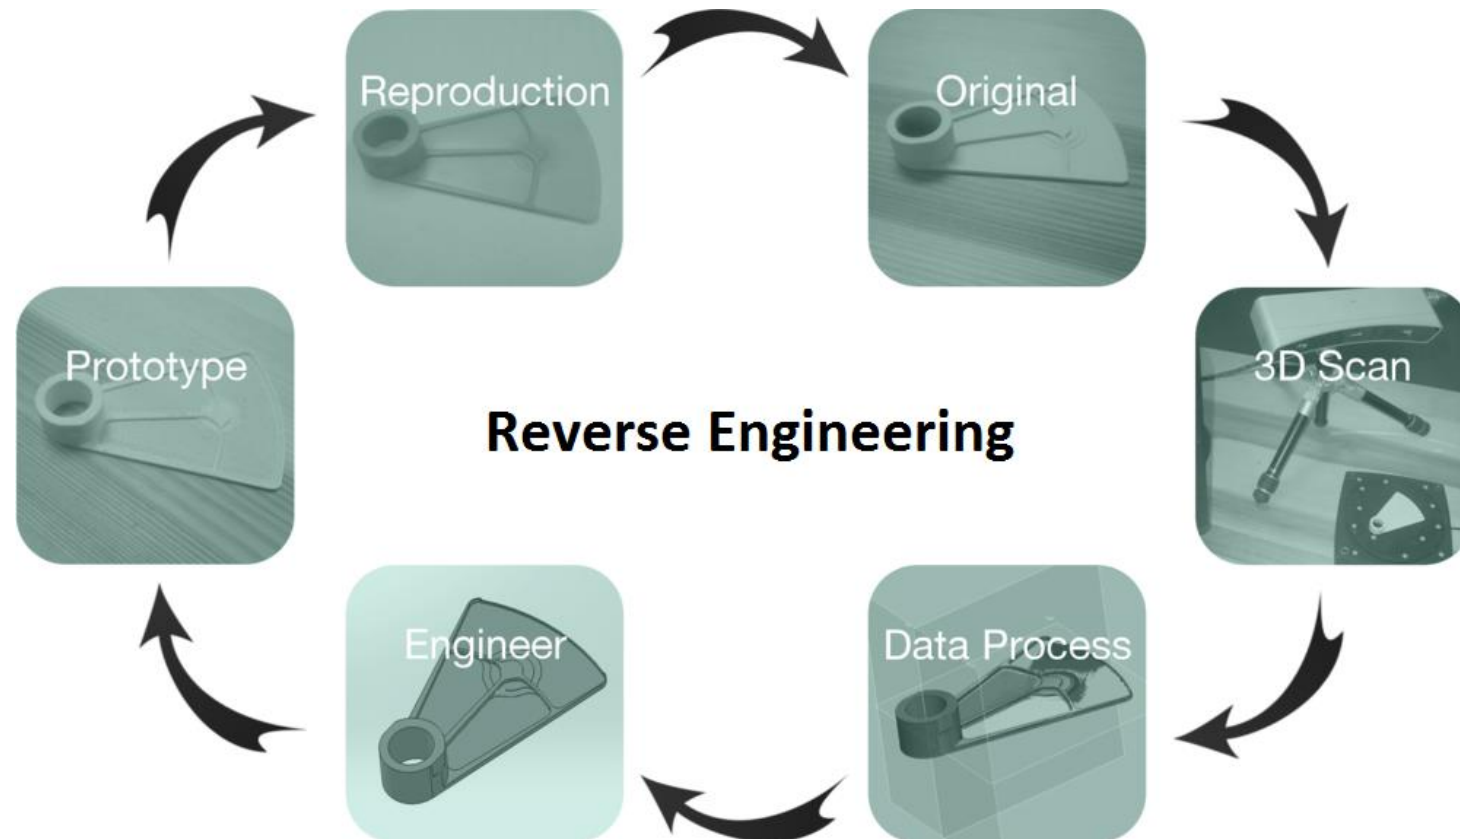 Reproduction
Original
Prototype
3D Scan
Reverse Engineering
Engineer
Data Process